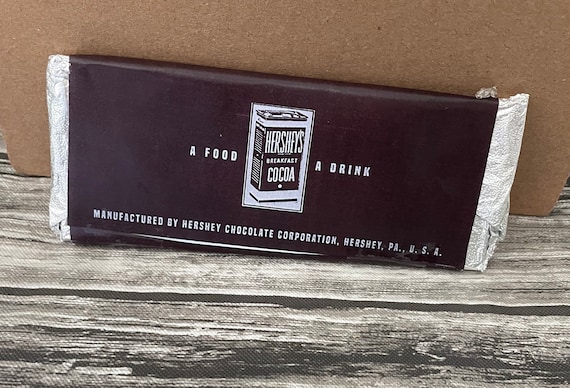 A FOOD
HERSHEY'S
BREAKFAST
COCOA
A DRINK
MANUFACTURED BY HERSHEY CHOCOLATE CORPORATION, HERSHEY, PA., U. S. A.